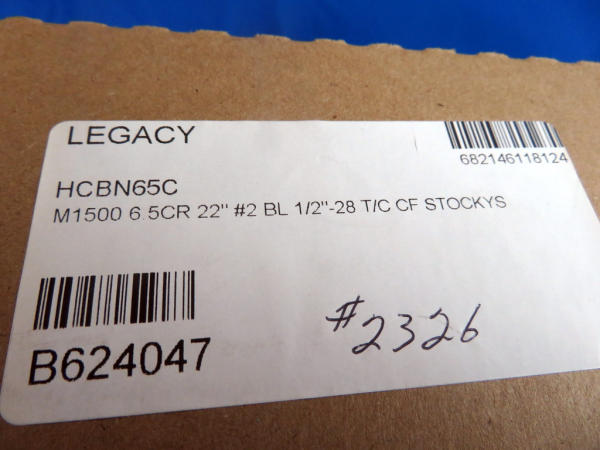 LEGACY
682146118124
HCBN65C
M1500 6.5CR 22" #2 BL 1/2"-28 T/C CF STOCKYS
B624047
#2326